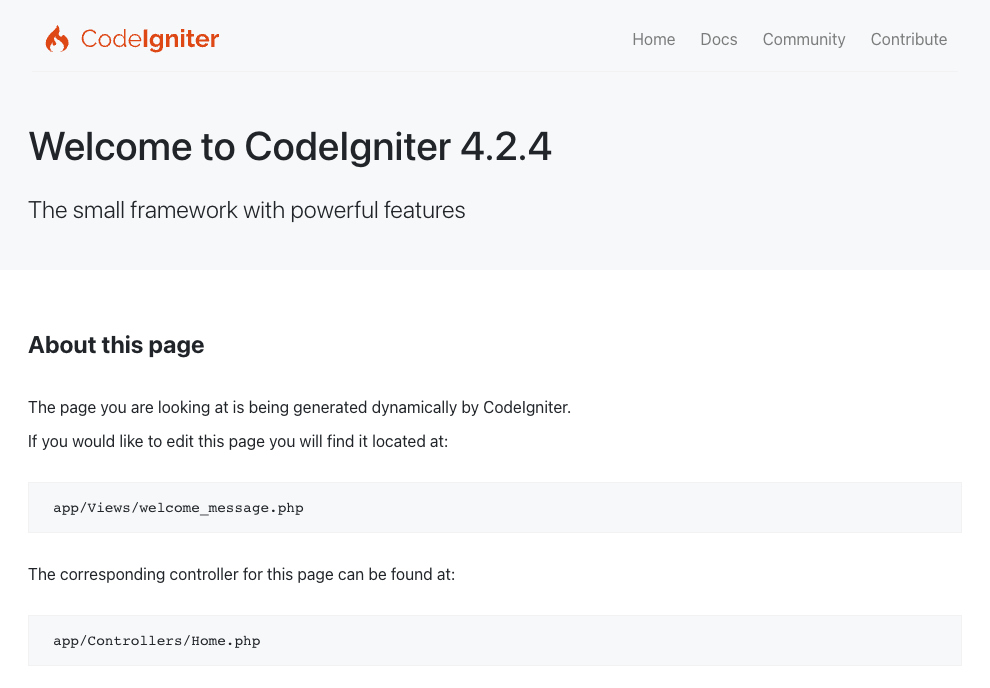 CodeIgniter
Home Docs Community Contribute
Welcome to CodeIgniter 4.2.4
The small framework with powerful features
About this page
The page you are looking at is being generated dynamically by CodeIgniter.
If you would like to edit this page you will find it located at:
app/Views/welcome_message.php
The corresponding controller for this page can be found at:
app/Controllers/Home.php